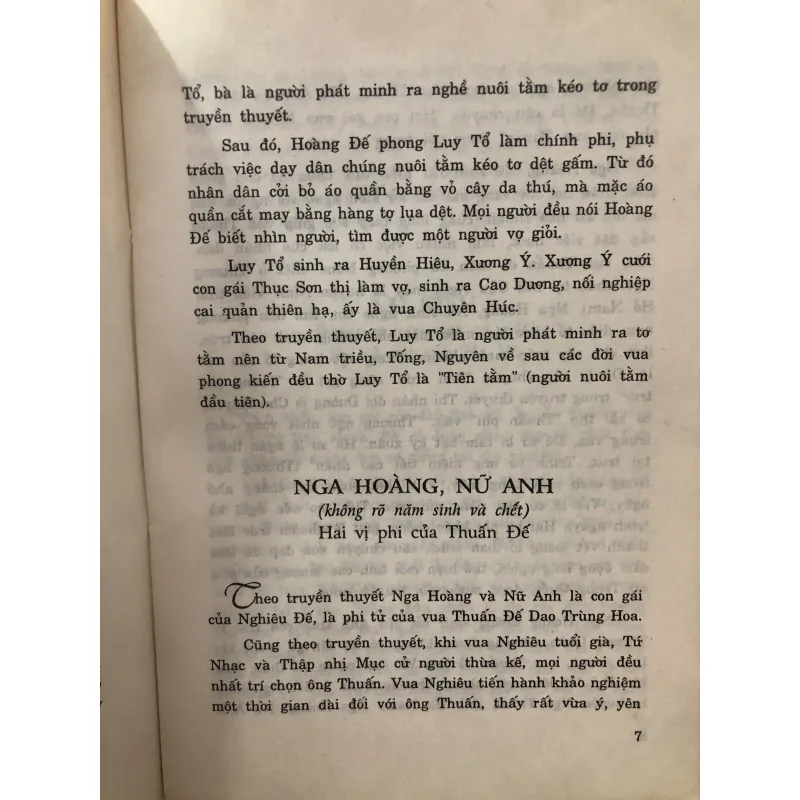 Tổ, bà là người phát minh ra nghề nuôi tằm kéo tơ trong
truyền thuyết.
Sau đó, Hoàng Đế phong Luy Tổ làm chính phi, phụ
trách việc dạy dân chúng nuôi tằm kéo tơ dệt gấm. Từ đó
nhân dân cởi bỏ áo quần bằng vỏ cây da thú, mà mặc áo
quần cắt may bằng hàng tợ lụa dệt. Mọi người đều nói Hoàng
Đế biết nhìn người, tìm được một người vợ giỏi.
Luy Tổ sinh ra Huyền Hiêu, Xương Ý. Xương Ý cưới
con gái Thục Sơn thị làm vợ, sinh ra Cao Dương, nối nghiệp
cai quản thiên hạ, ấy là vua Chuyên Húc.
Theo truyền thuyết, Luy Tổ là người phát minh ra tơ
tằm nên từ Nam triều, Tống, Nguyên về sau các đời vua
phong kiến đều thờ Luy Tổ là "Tiên tằm" (người nuôi tằm
đầu tiên).
NGA HOÀNG, NỮ ANH
(không rõ năm sinh và chết)
Hai vị phi của Thuấn Đế
Theo truyền thuyết Nga Hoàng và Nữ Anh là con gái
của Nghiêu Đế, là phi tử của vua Thuấn Đế Dao Trùng Hoa.
Cũng theo truyền thuyết, khi vua Nghiêu tuổi già, Tứ
Nhạc và Thập nhị Mục cử người thừa kế, mọi người đều
nhất trí chọn ông Thuấn. Vua Nghiêu tiến hành khảo nghiệm
một thời gian dài đối với ông Thuấn, thấy rất vừa ý, yên
7